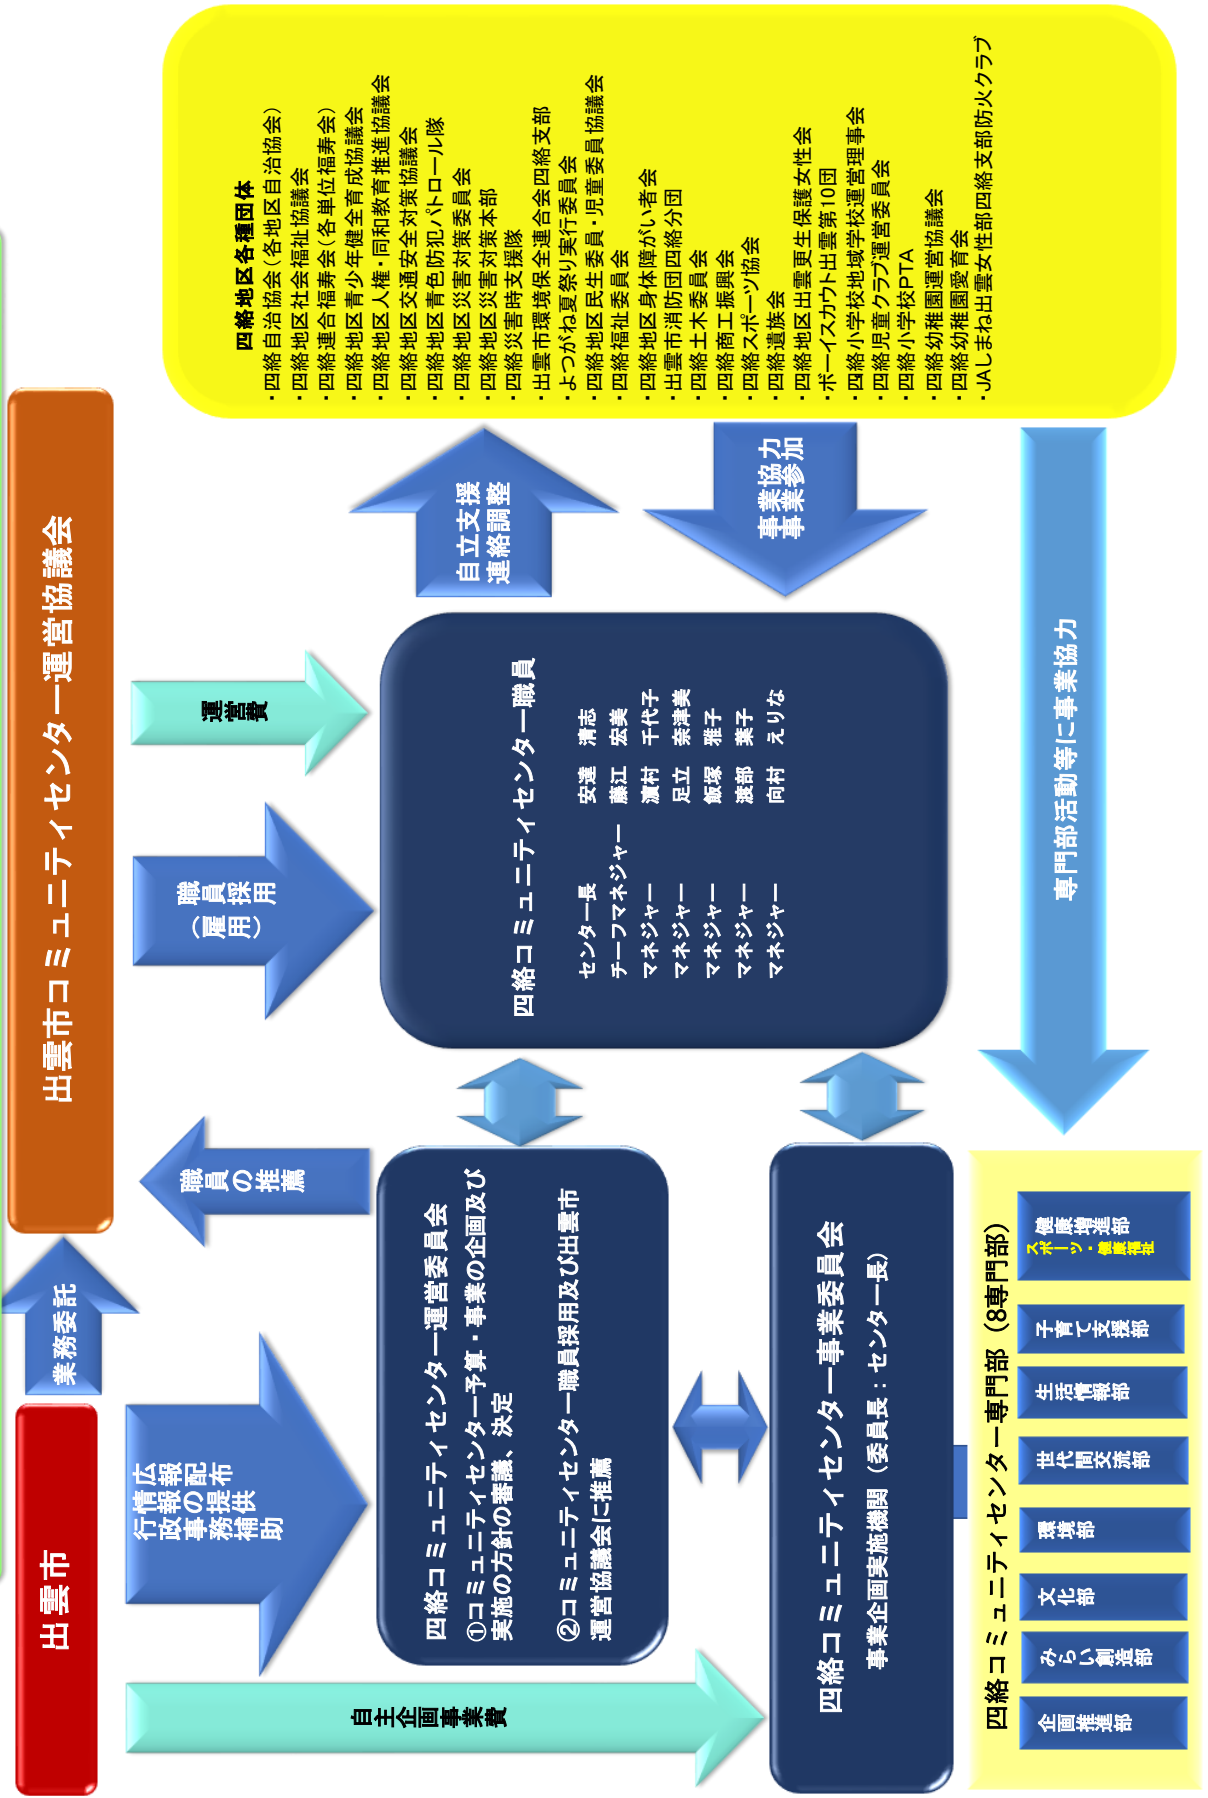 出雲市
業務委託
出雲市コミュニティセンター運営協議会
行政事務補助
情報の提供
広報配布
職員の推薦
職員採用
（雇用）
運営費
自主企画事業費
四絡コミュニティセンター運営委員会
①コミュニティセンター予算・事業の企画及び
実施の方針の審議、決定
②コミュニティセンター職員採用及び出雲市
運営協議会に推薦
四絡コミュニティセンター職員
センター長　安達　清志
チーフマネジャー　藤江　宏美
マネジャー　濵村　千代子
マネジャー　足立　奈津美
マネジャー　飯塚　雅子
マネジャー　渡部　葉子
マネジャー　向村　えりな
自立支援
連絡調整
事業協力
事業参加
四絡地区各種団体
・四絡自治協会（各地区自治協会）
・四絡地区社会福祉協議会
・四絡連合福寿会（各単位福寿会）
・四絡地区青少年健全育成協議会
・四絡地区人権・同和教育推進協議会
・四絡地区交通安全対策協議会
・四絡地区青色防犯パトロール隊
・四絡地区災害対策委員会
・四絡地区災害対策本部
・四絡災害時支援隊
・出雲市環境保全連合会四絡支部
・よつがね夏祭り実行委員会
・四絡地区民生委員・児童委員協議会
・四絡福祉委員会
・四絡地区身体障がい者会
・出雲市消防団四絡分団
・四絡土木委員会
・四絡商工振興会
・四絡スポーツ協会
・四絡遺族会
・四絡地区出雲更生保護女性会
・ボーイスカウト出雲第10団
・四絡小学校地域学校運営理事会
・四絡児童クラブ運営委員会
・四絡小学校PTA
・四絡幼稚園運営協議会
・四絡幼稚園愛育会
・JAしまね出雲女性部四絡支部防火クラブ
四絡コミュニティセンター事業委員会
事業企画実施機関（委員長：センター長）
専門部活動等に事業協力
四絡コミュニティセンター専門部（8専門部）
企画推進部
みらい創造部
文化部
環境部
世代間交流部
生活情報部
子育て支援部
健康増進部
スポーツ・健康福祉